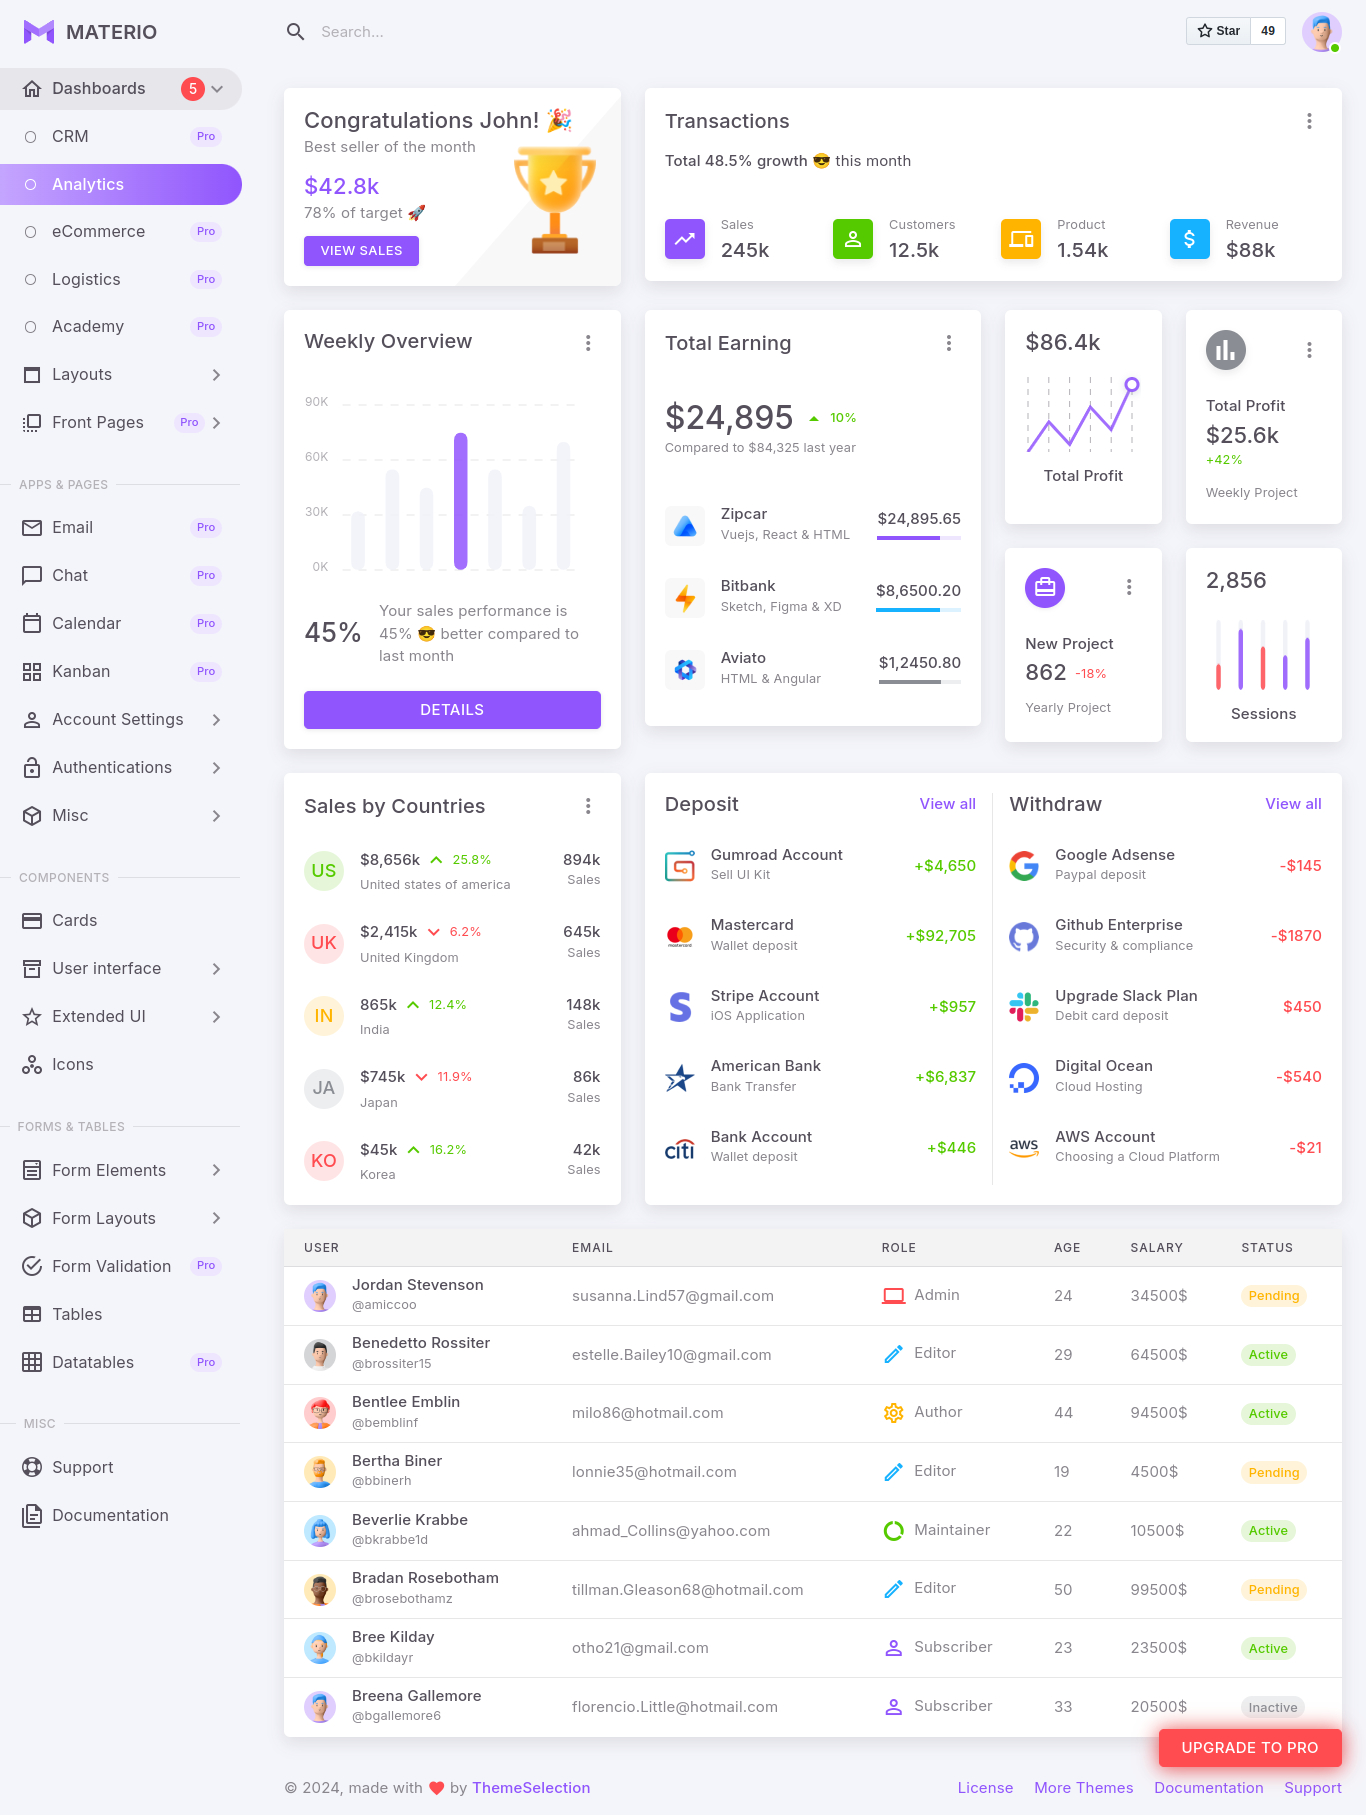 MATERIO
Search...
Star 49
Dashboards 5
CRM Pro
Analytics
eCommerce Pro
Logistics Pro
Academy Pro
Layouts
Front Pages Pro
APPS & PAGES
Email Pro
Chat Pro
Calendar Pro
Kanban Pro
Account Settings
Authentications
Misc
COMPONENTS
Cards
User interface
Extended UI
Icons
FORMS & TABLES
Form Elements
Form Layouts
Form Validation Pro
Tables
Datatables Pro
MISC
Support
Documentation
Congratulations John! 🎉
Best seller of the month
$42.8k
78% of target 🚀
VIEW SALES
Transactions
Total 48.5% growth 😎 this month
Sales
245k
Customers
12.5k
Product
1.54k
Revenue
$88k
Weekly Overview
90K
60K
30K
0K
45%
Your sales performance is
45% 😎 better compared to
last month
DETAILS
Total Earning
$24,895 10%
Compared to $84,325 last year
Zipcar
Vuejs, React & HTML
$24,895.65
Bitbank
Sketch, Figma & XD
$8,6500.20
Aviato
HTML & Angular
$1,2450.80
$86.4k
Total Profit
Total Profit
$25.6k
+42%
Weekly Project
New Project
862 -18%
Yearly Project
2,856
Sessions
Sales by Countries
US
$8,656k 25.8%
United states of america
894k
Sales
UK
$2,415k 6.2%
United Kingdom
645k
Sales
IN
865k 12.4%
India
148k
Sales
JA
$745k 11.9%
Japan
86k
Sales
KO
$45k 16.2%
Korea
42k
Sales
Deposit View all
Gumroad Account
Sell UI Kit
+$4,650
mastercard
Mastercard
Wallet deposit
+$92,705
Stripe Account
iOS Application
+$957
American Bank
Bank Transfer
+$6,837
citi
Bank Account
Wallet deposit
+$446
Withdraw View all
Google Adsense
Paypal deposit
-$145
Github Enterprise
Security & compliance
-$1870
Upgrade Slack Plan
Debit card deposit
$450
Digital Ocean
Cloud Hosting
-$540
aws
AWS Account
Choosing a Cloud Platform
-$21
USER EMAIL ROLE AGE SALARY STATUS
Jordan Stevenson
@amiccoo
susanna.Lind57@gmail.com Admin 24 34500$ Pending
Benedetto Rossiter
@brossiter15
estelle.Bailey10@gmail.com Editor 29 64500$ Active
Bentlee Emblin
@bemblinf
milo86@hotmail.com Author 44 94500$ Active
Bertha Biner
@bbinerh
lonnie35@hotmail.com Editor 19 4500$ Pending
Beverlie Krabbe
@bkrabbe1d
ahmad_Collins@yahoo.com Maintainer 22 10500$ Active
Bradan Rosebotham
@brosebothamz
tillman.Gleason68@hotmail.com Editor 50 99500$ Pending
Bree Kilday
@bkildayr
otho21@gmail.com Subscriber 23 23500$ Active
Breena Gallemore
@bgallemore6
florencio.Little@hotmail.com Subscriber 33 20500$ Inactive
UPGRADE TO PRO
© 2024, made with ❤️ by ThemeSelection
License More Themes Documentation Support